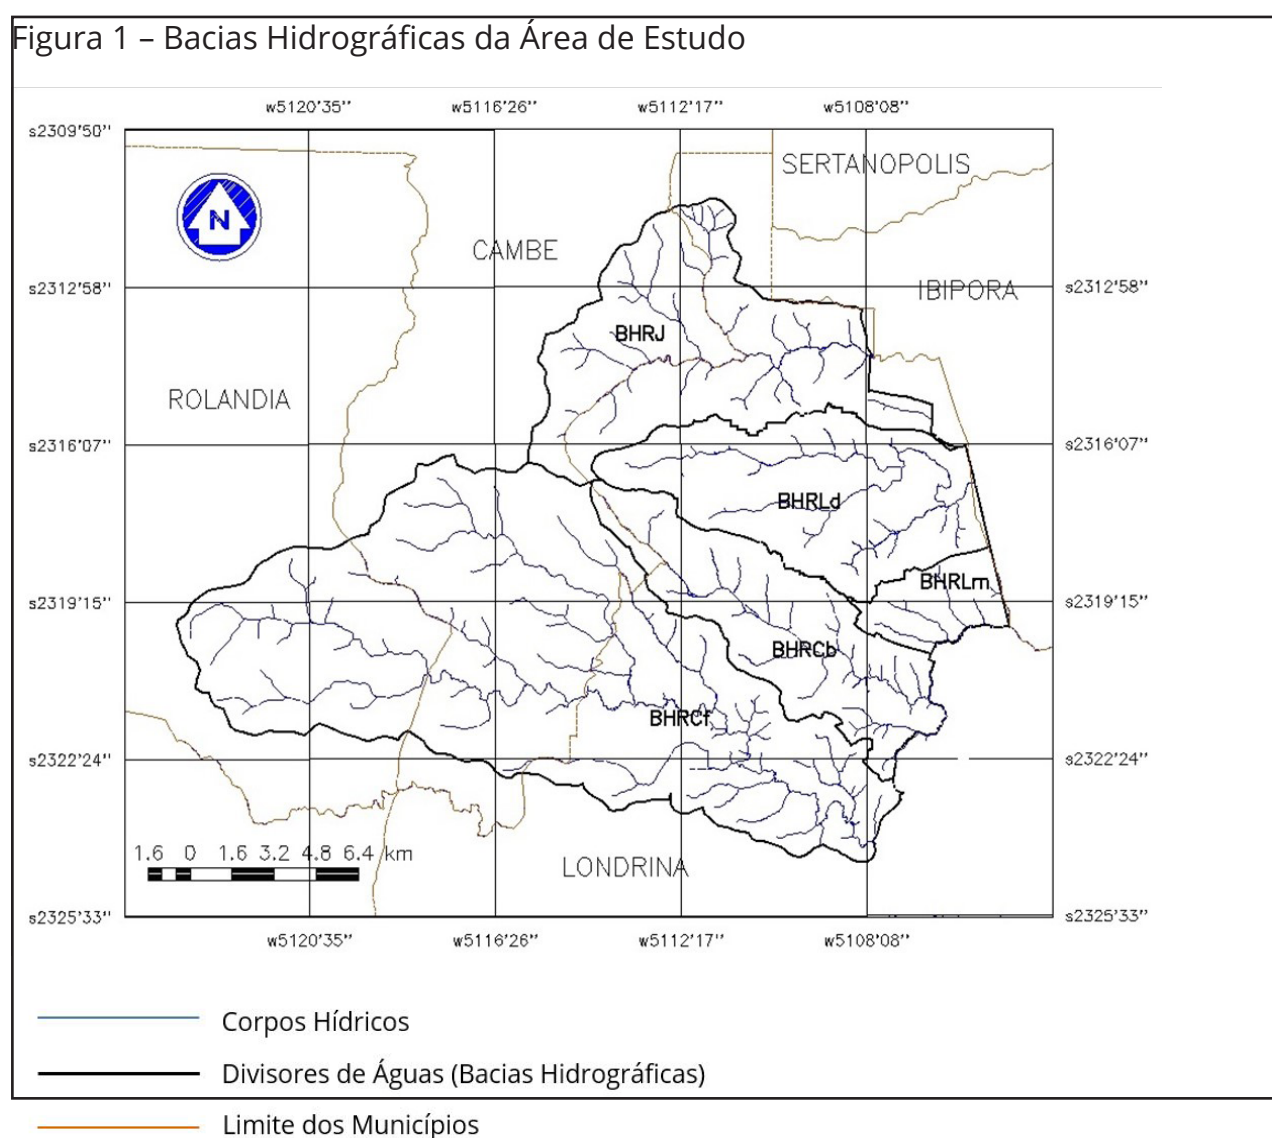 Figura 1 – Bacias Hidrográficas da Área de Estudo
w5120'35'' w5116'26'' w5112'17'' w5108'08''
s2309'50''
SERTANOPOLIS
N
CAMBE
s2312'58'' IBIPORA s2312'58''
BHRJ
ROLANDIA
s2316'07'' s2316'07''
BHRLd
BHRLm
s2319'15'' s2319'15''
BHRCb
BHRCf
s2322'24'' s2322'24''
1.6 0 1.6 3.2 4.8 6.4 km
LONDRINA
s2325'33'' s2325'33''
w5120'35'' w5116'26'' w5112'17'' w5108'08''
Corpos Hídricos
Divisores de Águas (Bacias Hidrográficas)
Limite dos Municípios